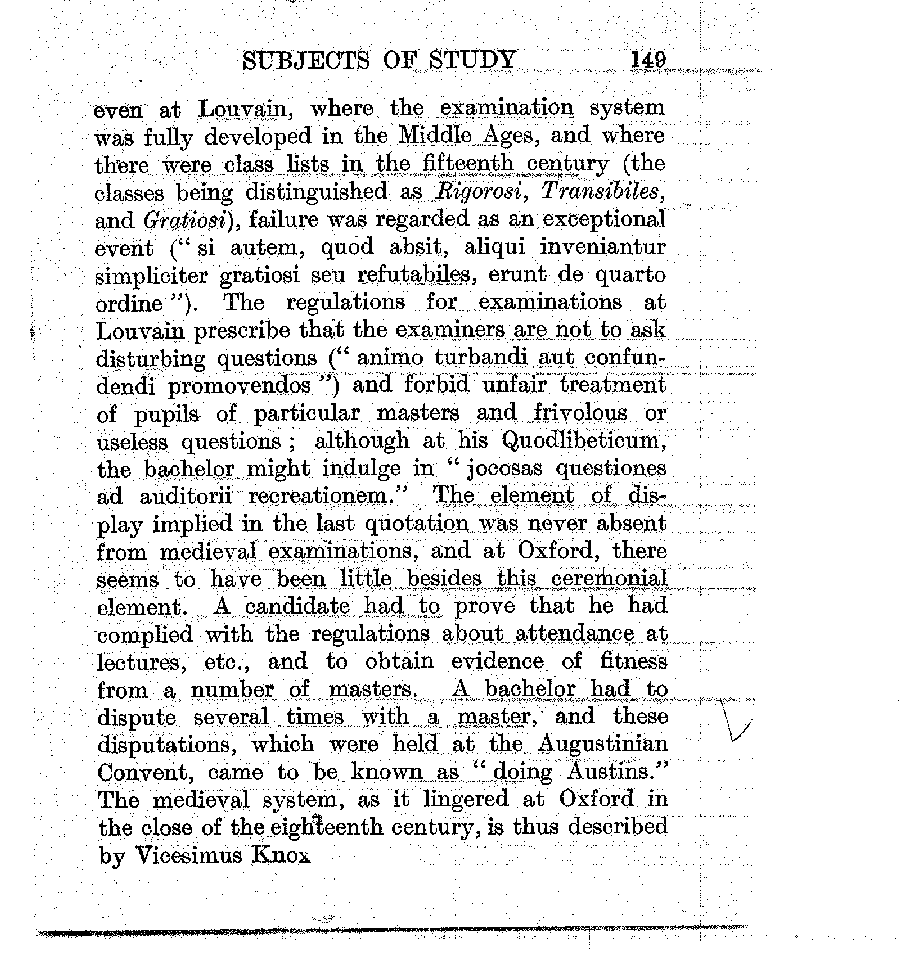 SUBJECTS OF STUDY 149
even at Louvain, where the examination system
was fully developed in the Middle Ages, and where
there were class lists in the fifteenth century (the
classes being distinguished as Rigorosi, Transibiles,
and Gratiosi), failure was regarded as an exceptional
event (“ si autem, quod absit, aliqui inveniantur
simpliciter gratiosi seu refutabiles, erunt de quarto
ordine ”). The regulations for examinations at
Louvain prescribe that the examiners are not to ask
disturbing questions (“ animo turbandi aut confun-
dendi promovendos ”) and forbid unfair treatment
of pupils of particular masters and frivolous or
useless questions ; although at his Quodlibeticum,
the bachelor might indulge in “ jocosas questiones
ad auditorii recreationem.” The element of dis-
play implied in the last quotation was never absent
from medieval examinations, and at Oxford, there
seems to have been little besides this ceremonial
element. A candidate had to prove that he had
complied with the regulations about attendance at
lectures, etc., and to obtain evidence of fitness
from a number of masters. A bachelor had to
dispute several times with a master, and these
disputations, which were held at the Augustinian
Convent, came to be known as “ doing Austins.”
The medieval system, as it lingered at Oxford in
the close of the eighteenth century, is thus described
by Vicesimus Knox